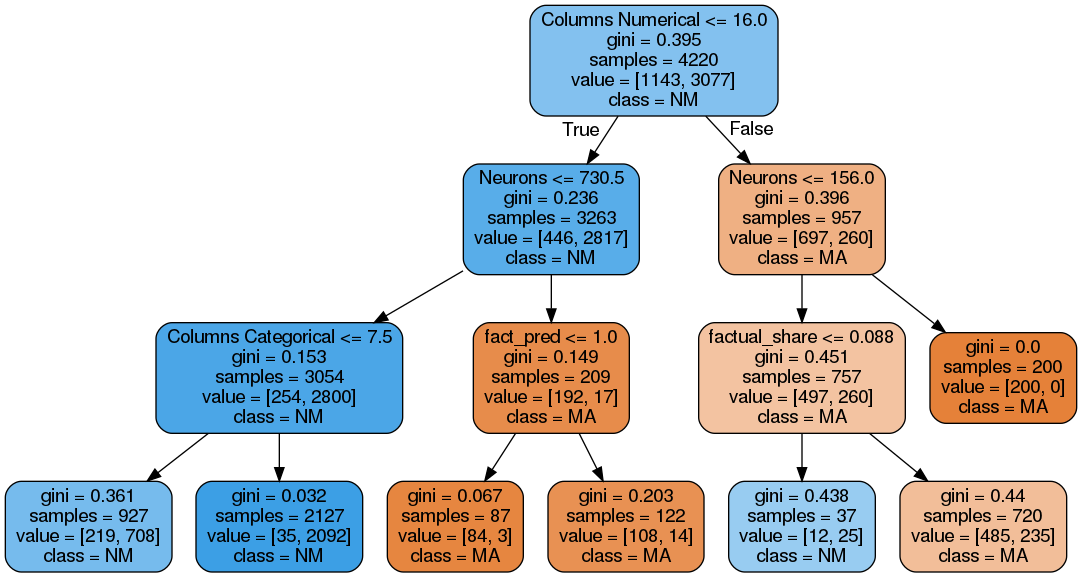 Columns Numerical <= 16.0
gini = 0.395
samples = 4220
value = [1143, 3077]
class = NM
True
False
Neurons <= 730.5
gini = 0.236
samples = 3263
value = [446, 2817]
class = NM
Neurons <= 156.0
gini = 0.396
samples = 957
value = [697, 260]
class = MA
Columns Categorical <= 7.5
gini = 0.153
samples = 3054
value = [254, 2800]
class = NM
fact_pred <= 1.0
gini = 0.149
samples = 209
value = [192, 17]
class = MA
factual_share <= 0.088
gini = 0.451
samples = 757
value = [497, 260]
class = MA
gini = 0.0
samples = 200
value = [200, 0]
class = MA
gini = 0.361
samples = 927
value = [219, 708]
class = NM
gini = 0.032
samples = 2127
value = [35, 2092]
class = NM
gini = 0.067
samples = 87
value = [84, 3]
class = MA
gini = 0.203
samples = 122
value = [108, 14]
class = MA
gini = 0.438
samples = 37
value = [12, 25]
class = NM
gini = 0.44
samples = 720
value = [485, 235]
class = MA